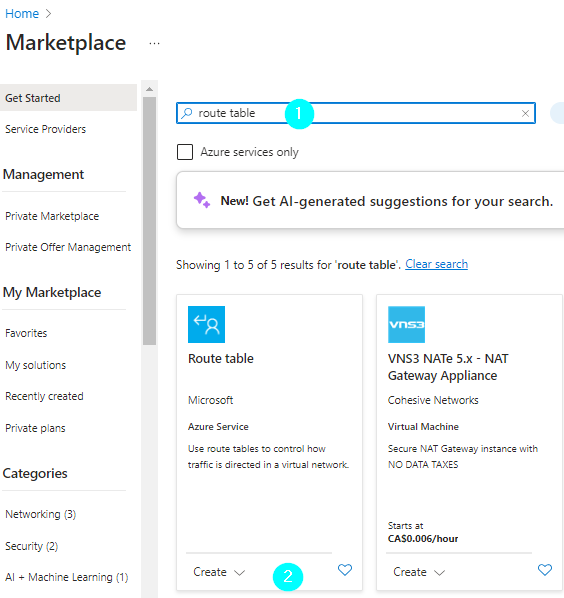 Home
Marketplace ...
Get Started
Service Providers
Management
Private Marketplace
Private Offer Management
My Marketplace
Favorites
My solutions
Recently created
Private plans
Categories
Networking (3)
Security (2)
AI + Machine Learning (1)
route table
1
Azure services only
New! Get AI-generated suggestions for your search.
Showing 1 to 5 of 5 results for 'route table'. Clear search
Route table
Microsoft
Azure Service
Use route tables to control how
traffic is directed in a virtual network.
Create
2
VNS3
VNS3 NATe 5.x - NAT
Gateway Appliance
Cohesive Networks
Virtual Machine
Secure NAT Gateway instance with
NO DATA TAXES
Starts at
CA$0.006/hour
Create